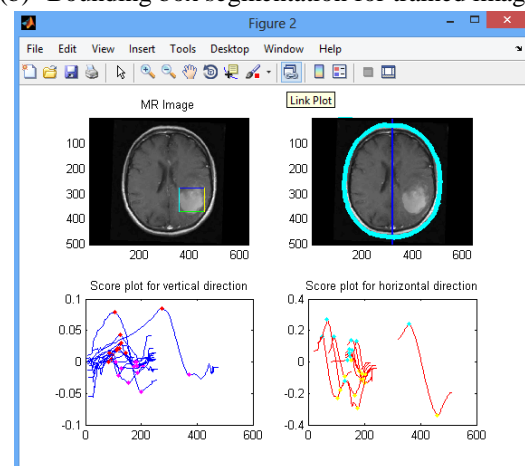 (b) Bounding box segmentation for trained imag
Figure 2
File Edit View Insert Tools Desktop Window Help
Link Plot
MR Image
100
200
300
400
500
200 400 600
100
200
300
400
500
200 400 600
Score plot for vertical direction
0.1
0.05
0
-0.05
-0.1
0 200 400 600
Score plot for horizontal direction
0.4
0.2
0
-0.2
-0.4
0 200 400 600